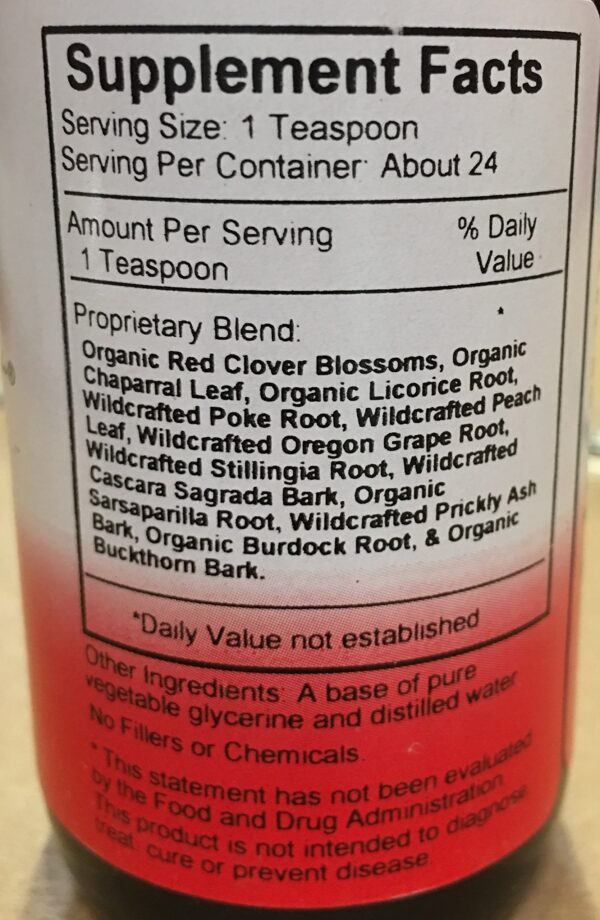 Supplement Facts
Serving Size: 1 Teaspoon
Serving Per Container: About 24
Amount Per Serving % Daily
1 Teaspoon Value
Proprietary Blend: *
Organic Red Clover Blossoms, Organic
Chaparral Leaf, Organic Licorice Root,
Wildcrafted Poke Root, Wildcrafted Peach
Leaf, Wildcrafted Oregon Grape Root,
Wildcrafted Stillingia Root, Wildcrafted
Cascara Sagrada Bark, Organic
Sarsaparilla Root, Wildcrafted Prickly Ash
Bark, Organic Burdock Root, & Organic
Buckthorn Bark.
*Daily Value not established
Other Ingredients: A base of pure
vegetable glycerine and distilled water
No Fillers or Chemicals.
* This statement has not been evaluated
by the Food and Drug Administration.
This product is not intended to diagnose
treat, cure or prevent disease.